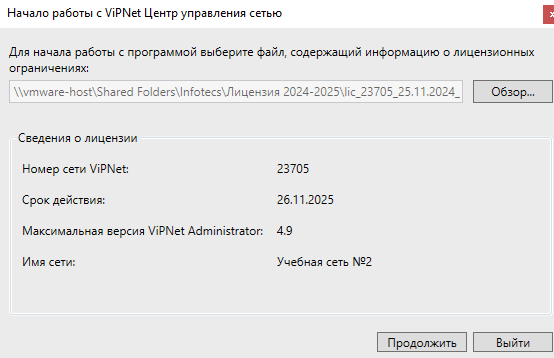 Начало работы с ViPNet Центр управления сетью
Для начала работы с программой выберите файл, содержащий информацию о лицензионных
ограничениях:
\\vmware-host\Shared Folders\Infotecs\Лицензия 2024-2025\lic_23705_25.11.2024_
Обзор...
Сведения о лицензии
Номер сети ViPNet: 23705
Срок действия: 26.11.2025
Максимальная версия ViPNet Administrator: 4.9
Имя сети: Учебная сеть №2
Продолжить Выйти